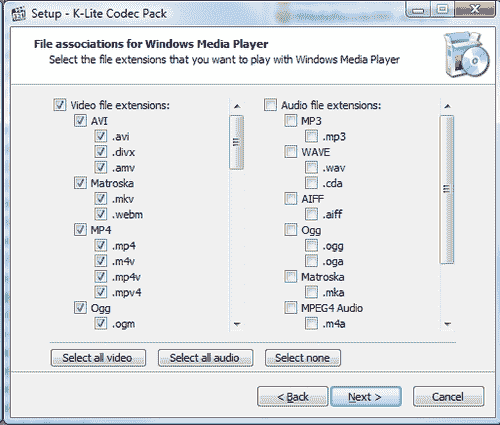 Setup - K-Lite Codec Pack
File associations for Windows Media Player
Select the file extensions that you want to play with Windows Media Player
Video file extensions:
AVI
.avi
.divx
.amv
Matroska
.mkv
.webm
MP4
.mp4
.m4v
.mp4v
.mpv4
Ogg
.ogm
Audio file extensions:
MP3
.mp3
WAVE
.wav
.cda
AIFF
.aiff
Ogg
.ogg
.oga
Matroska
.mka
MPEG4 Audio
.m4a
Select all video
Select all audio
Select none
< Back
Next >
Cancel